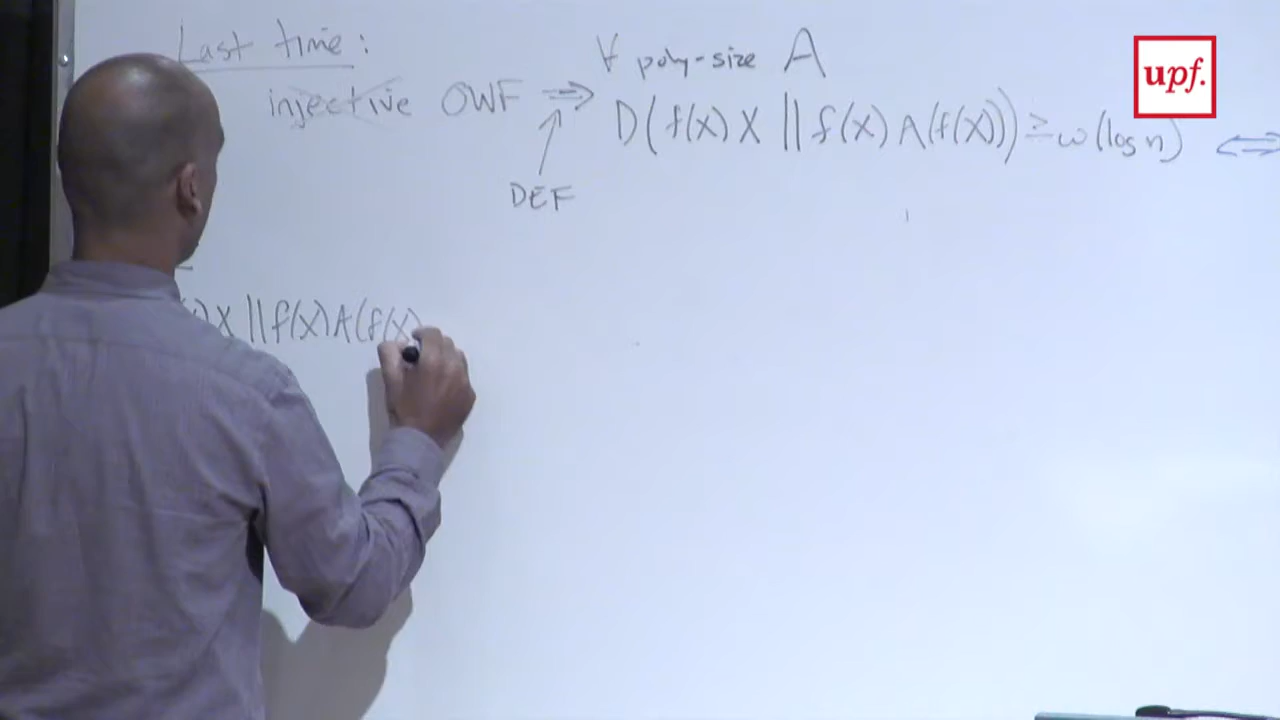 Last time:
injective OWF ⇒ ∀ poly-size A
D(f(X) X || f(X) A(f(X))) ≥ ω(log n) ⇔
DEF
) X || f(X) A(f(X)
upf.